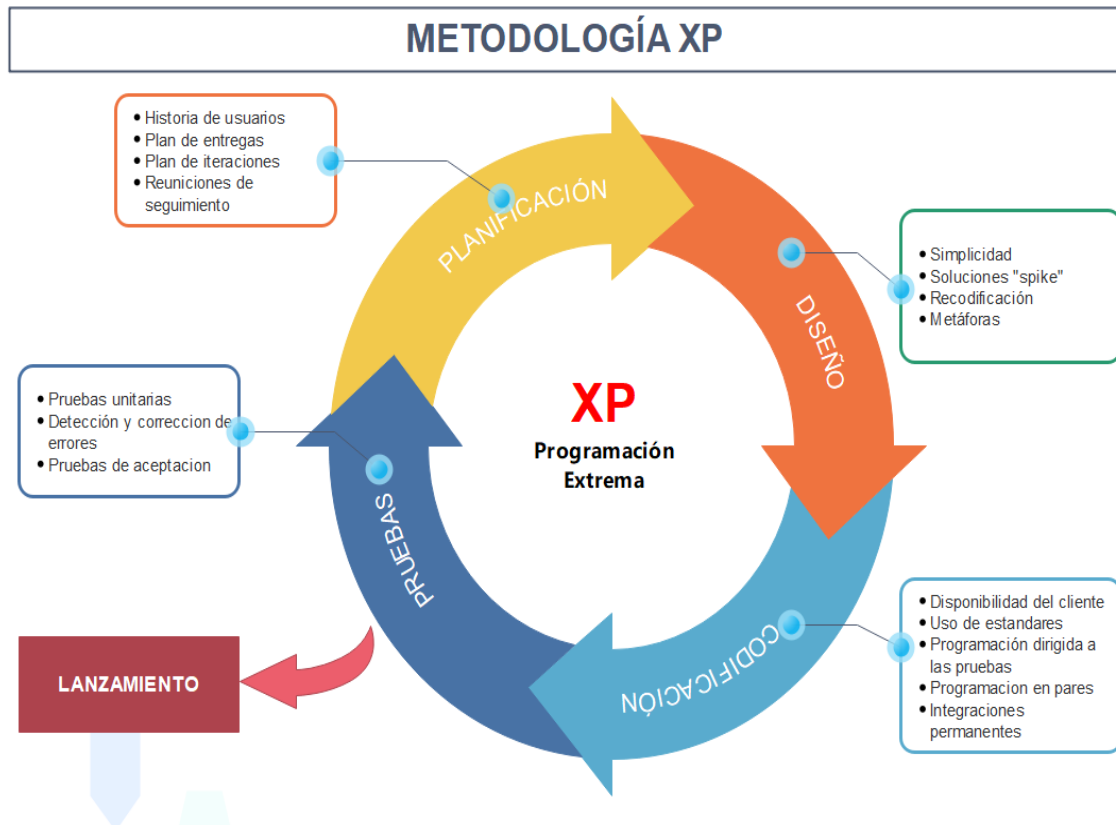 METODOLOGÍA XP
• Historia de usuarios
• Plan de entregas
• Plan de iteraciones
• Reuniones de
seguimiento
PLANIFICACIÓN
DISEÑO
• Simplicidad
• Soluciones "spike"
• Recodificación
• Metáforas
• Pruebas unitarias
• Detección y correccion de
errores
• Pruebas de aceptacion
XP
Programación
Extrema
PRUEBAS
CODIFICACIÓN
• Disponibilidad del cliente
• Uso de estandares
• Programación dirigida a
las pruebas
• Programacion en pares
• Integraciones
permanentes
LANZAMIENTO